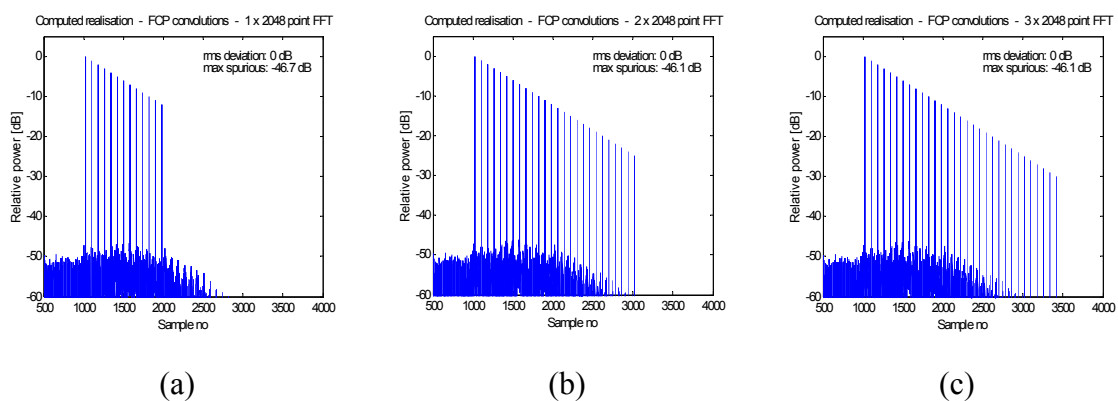 Computed realisation - FOP convolutions - 1 x 2048 point FFT
rms deviation: 0 dB
max spurious: -46.7 dB
Relative power [dB]
0
-10
-20
-30
-40
-50
-60
500 1000 1500 2000 2500 3000 3500 4000
Sample no
(a)
Computed realisation - FOP convolutions - 2 x 2048 point FFT
rms deviation: 0 dB
max spurious: -46.1 dB
Relative power [dB]
0
-10
-20
-30
-40
-50
-60
500 1000 1500 2000 2500 3000 3500 4000
Sample no
(b)
Computed realisation - FOP convolutions - 3 x 2048 point FFT
rms deviation: 0 dB
max spurious: -46.1 dB
Relative power [dB]
0
-10
-20
-30
-40
-50
-60
500 1000 1500 2000 2500 3000 3500 4000
Sample no
(c)